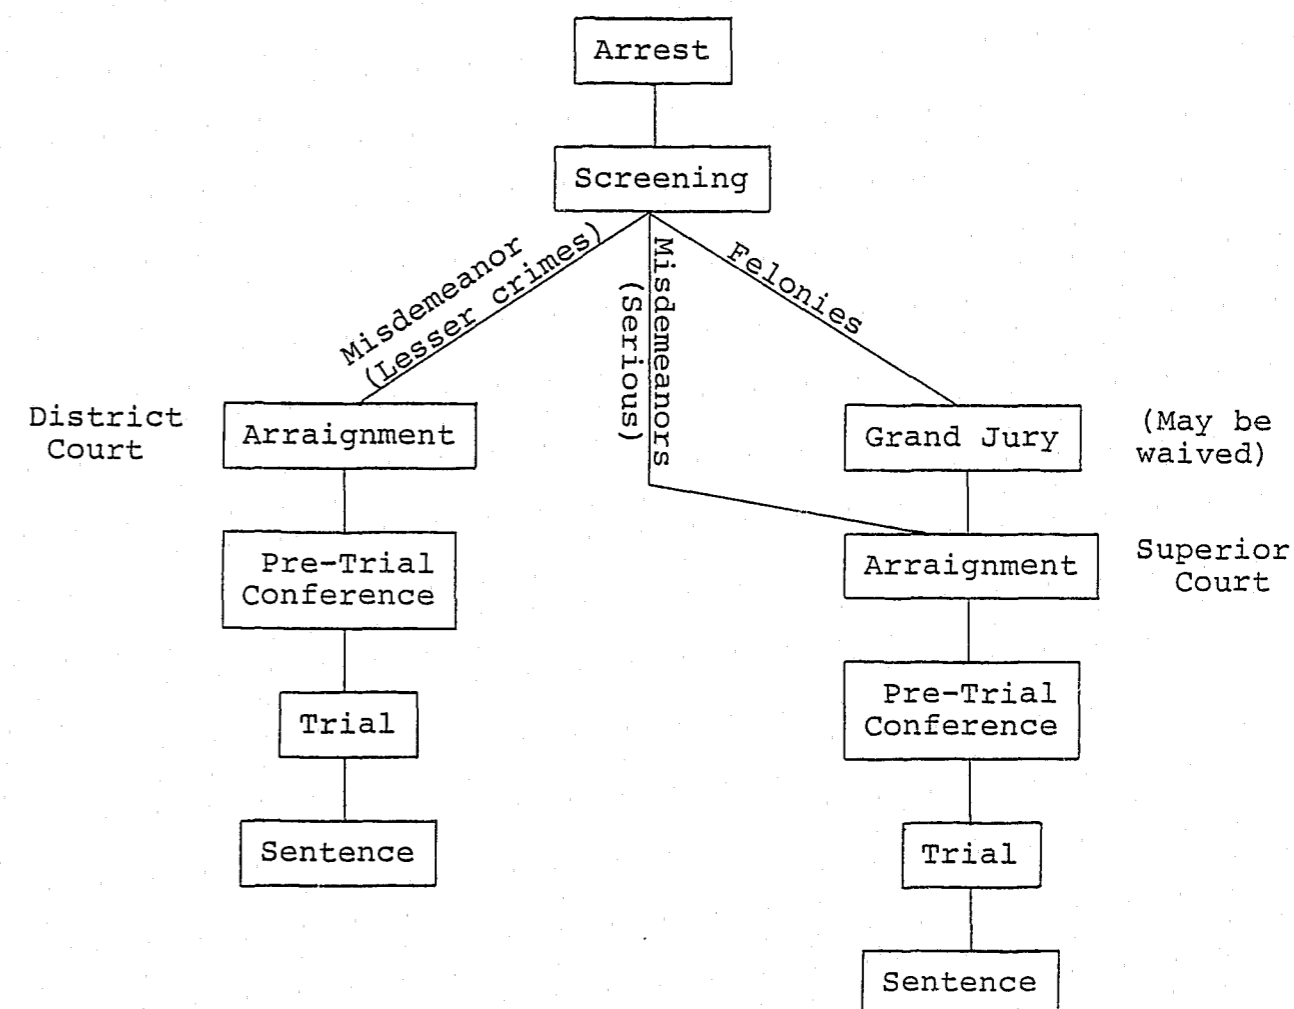 Arrest
Screening
Misdemeanor
(Lesser crimes)
Misdemeanors
(Serious)
Felonies
District
Court
Arraignment
Grand Jury
(May be
waived)
Pre-Trial
Conference
Arraignment
Superior
Court
Trial
Pre-Trial
Conference
Sentence
Trial
Sentence